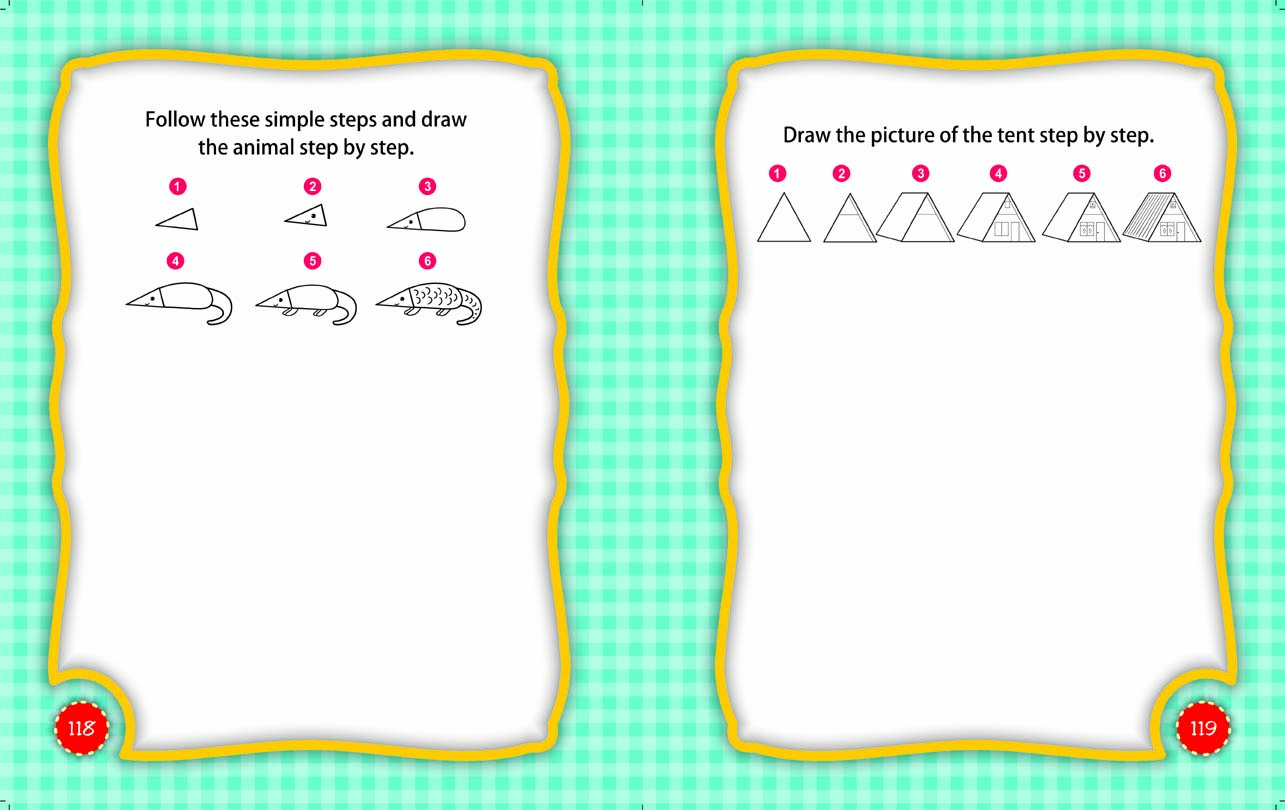 Follow these simple steps and draw
the animal step by step.
1 2 3
4 5 6
118
Draw the picture of the tent step by step.
1 2 3 4 5 6
119